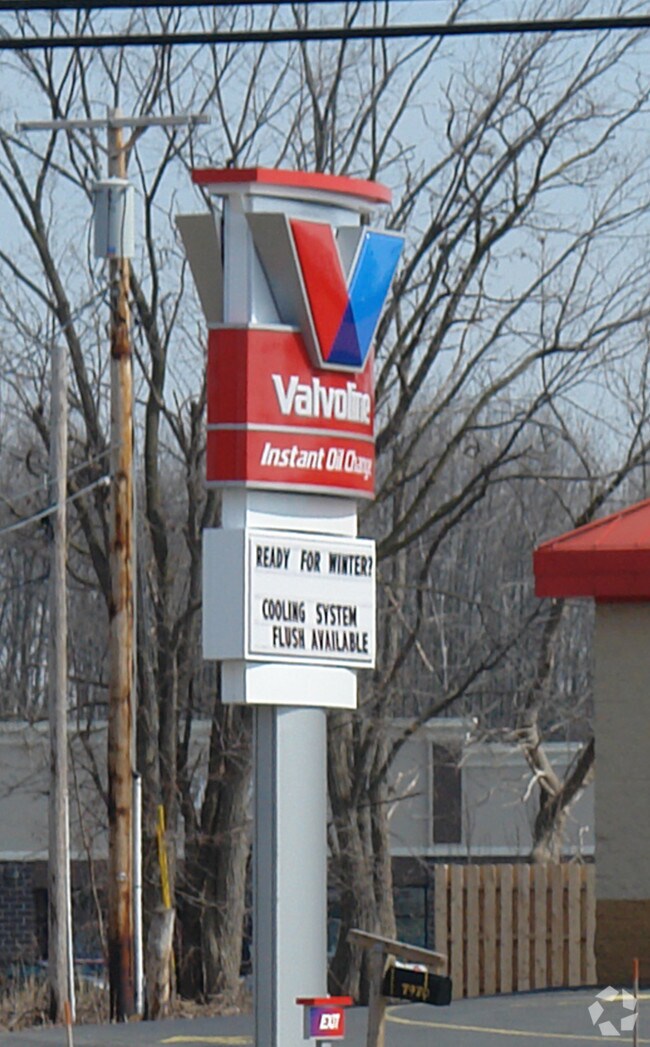 Valvoline
Instant Oil Change
READY FOR WINTER?
COOLING SYSTEM
FLUSH AVAILABLE
EXIT